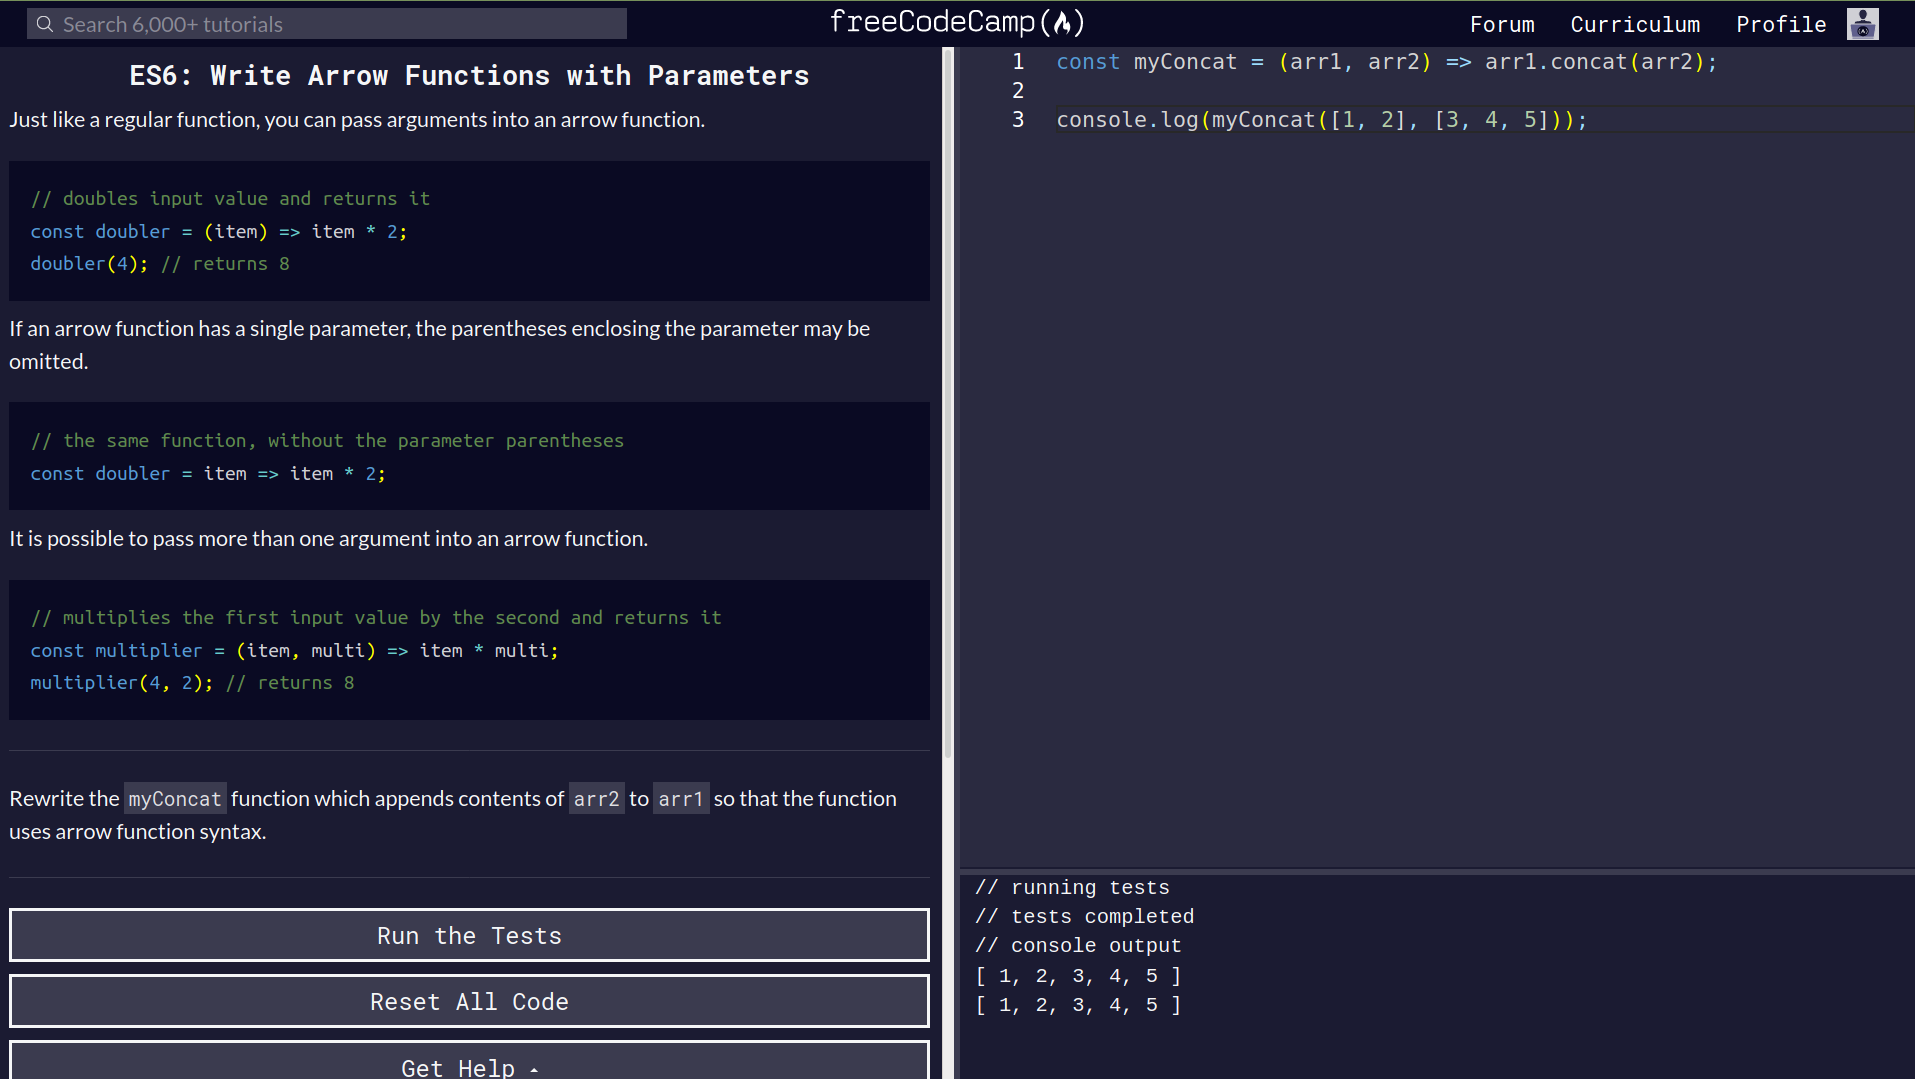 Search 6,000+ tutorials
freeCodeCamp(🔥)
Forum Curriculum Profile
ES6: Write Arrow Functions with Parameters
Just like a regular function, you can pass arguments into an arrow function.
// doubles input value and returns it
const doubler = (item) => item * 2;
doubler(4); // returns 8
If an arrow function has a single parameter, the parentheses enclosing the parameter may be
omitted.
// the same function, without the parameter parentheses
const doubler = item => item * 2;
It is possible to pass more than one argument into an arrow function.
// multiplies the first input value by the second and returns it
const multiplier = (item, multi) => item * multi;
multiplier(4, 2); // returns 8
Rewrite the myConcat function which appends contents of arr2 to arr1 so that the function
uses arrow function syntax.
Run the Tests
Reset All Code
Get Help
1 const myConcat = (arr1, arr2) => arr1.concat(arr2);
2
3 console.log(myConcat([1, 2], [3, 4, 5]));
// running tests
// tests completed
// console output
[ 1, 2, 3, 4, 5 ]
[ 1, 2, 3, 4, 5 ]